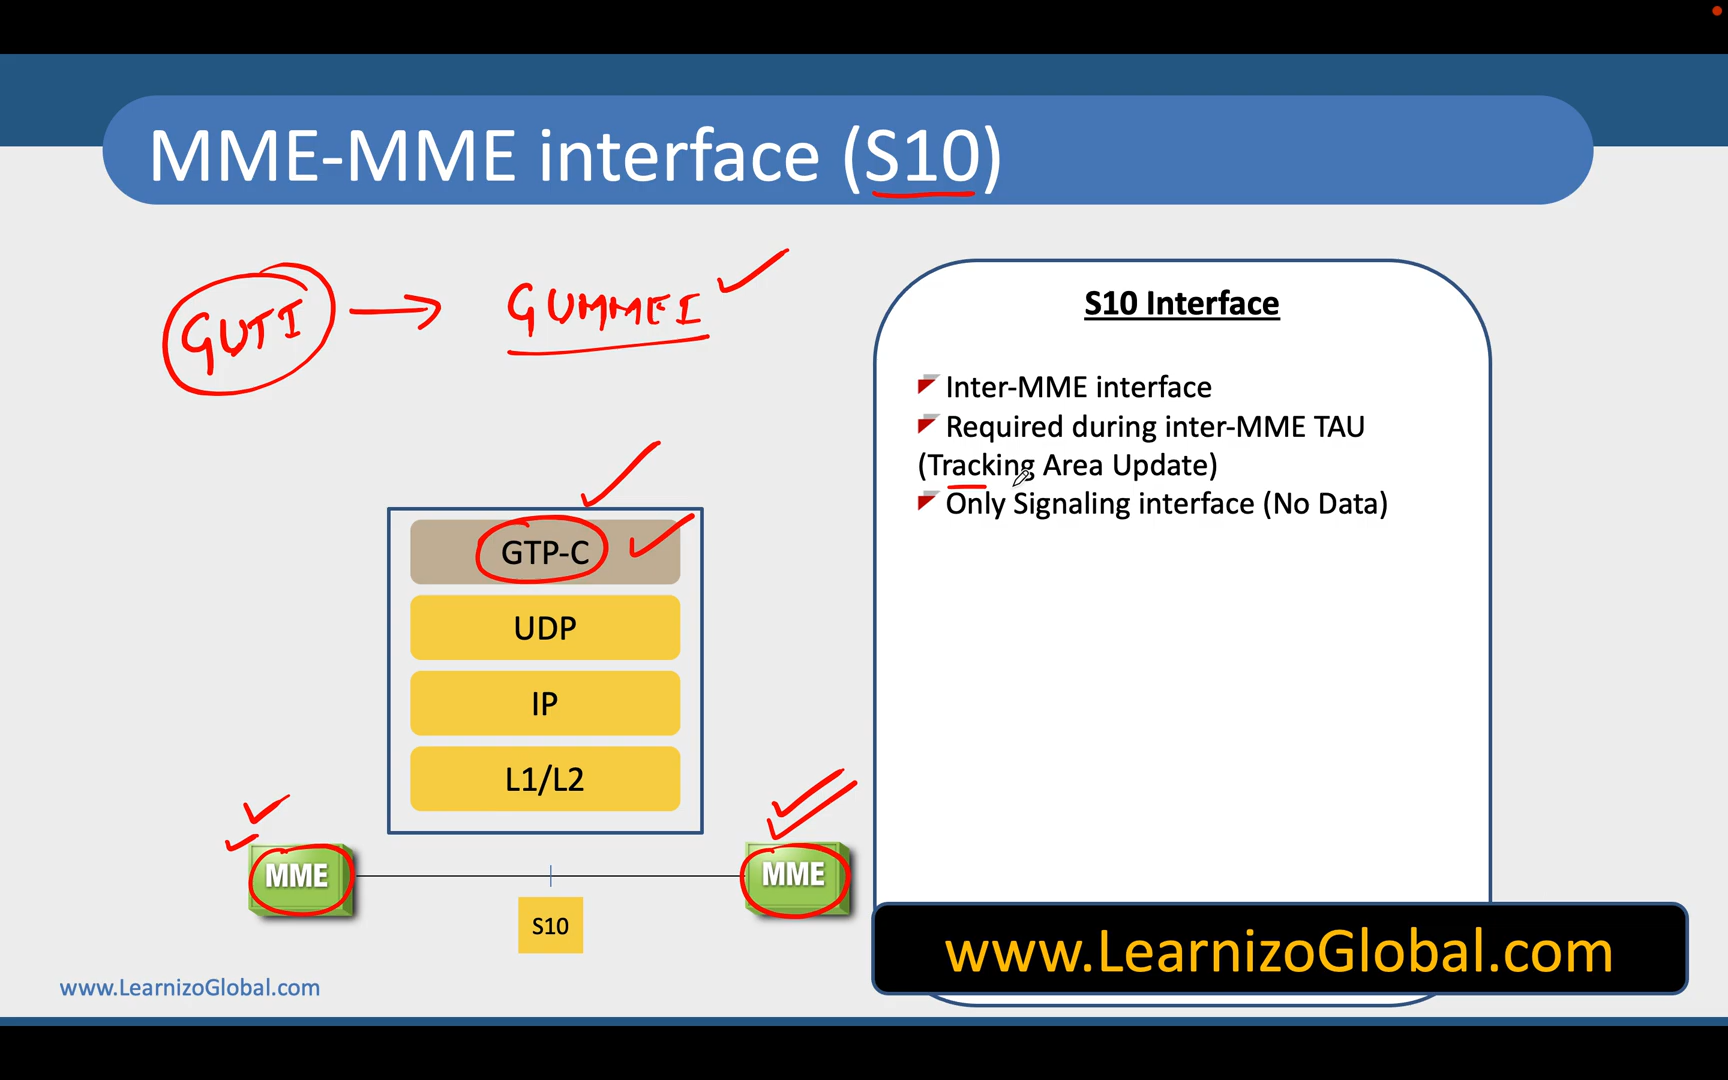 MME-MME interface (S10)
GUTI → GUMMEI
S10 Interface
Inter-MME interface
Required during inter-MME TAU
(Tracking Area Update)
Only Signaling interface (No Data)
GTP-C
UDP
IP
L1/L2
MME
MME
S10
www.LearnizoGlobal.com
www.LearnizoGlobal.com